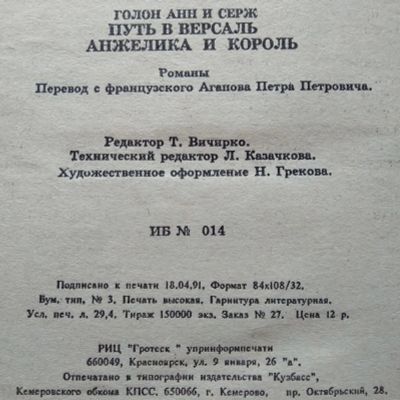 ГОЛОН АНН И СЕРЖ
ПУТЬ В ВЕРСАЛЬ
АНЖЕЛИКА И КОРОЛЬ
Романы
Перевод с французского Агапова Петра Петровича.
Редактор Т. Вичирко.
Технический редактор Л. Казачкова.
Художественное оформление Н. Грекова.
ИБ № 014
Подписано к печати 18.04.91, Формат 84х108/32.
Бум. тип, № 3. Печать высокая. Гарнитура литературная.
Усл. печ. л. 29,4. Тираж 150000 экз. Заказ № 27. Цена 12 р.
РИЦ "Гротеск" упринформпечати
660049, Красноярск, ул. 9 января, 26 "а".
Отпечатано в типографии издательства "Кузбасс",
Кемеровского обкома КПСС, 650066, г. Кемерово, пр. Октябрьский, 28.